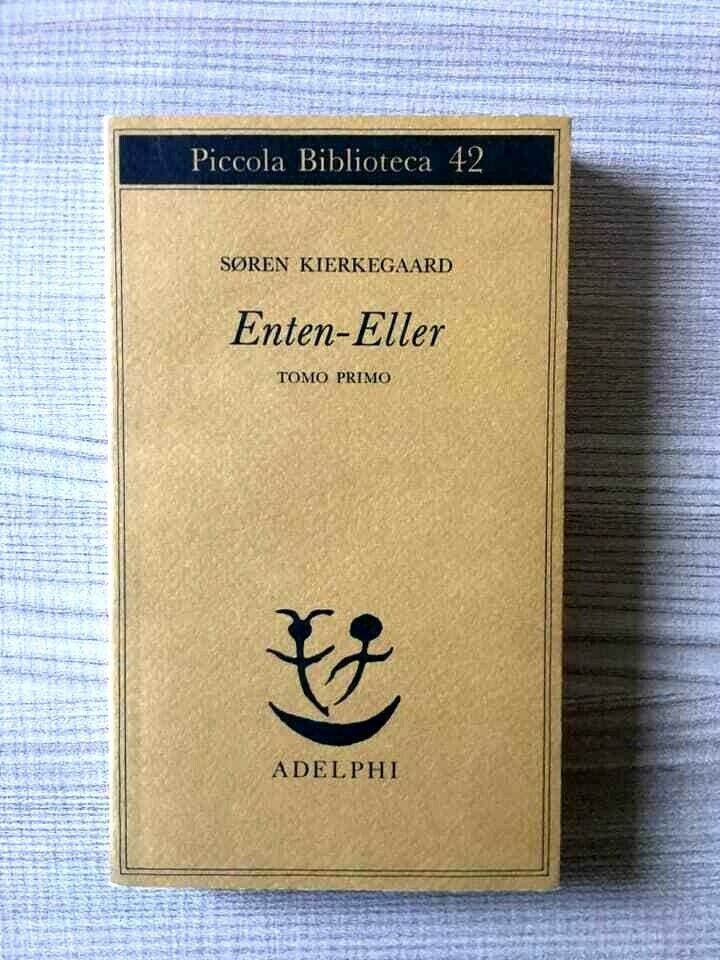 Piccola Biblioteca 42
SØREN KIERKEGAARD
Enten-Eller
TOMO PRIMO
ADELPHI